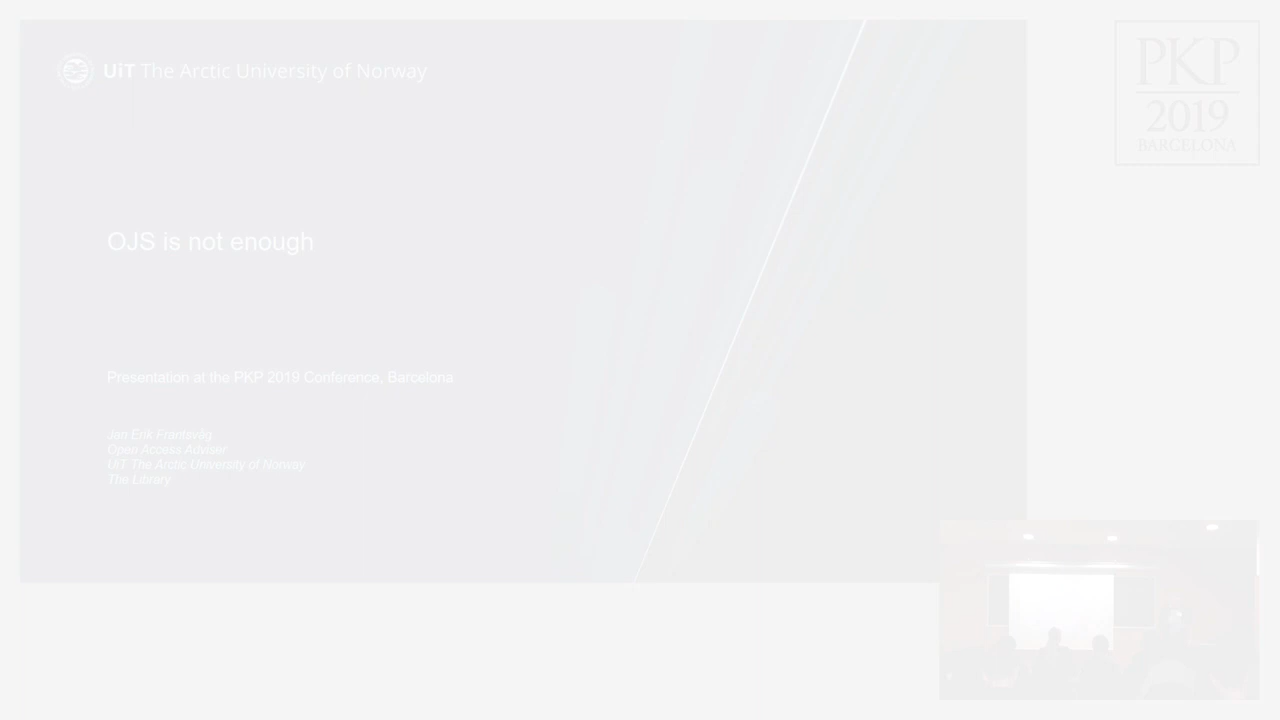 UiT The Arctic University of Norway
PKP
2019
BARCELONA
OJS is not enough
Presentation at the PKP 2019 Conference, Barcelona
Jan Erik Frantsvåg
Open Access Adviser
UiT The Arctic University of Norway
The Library